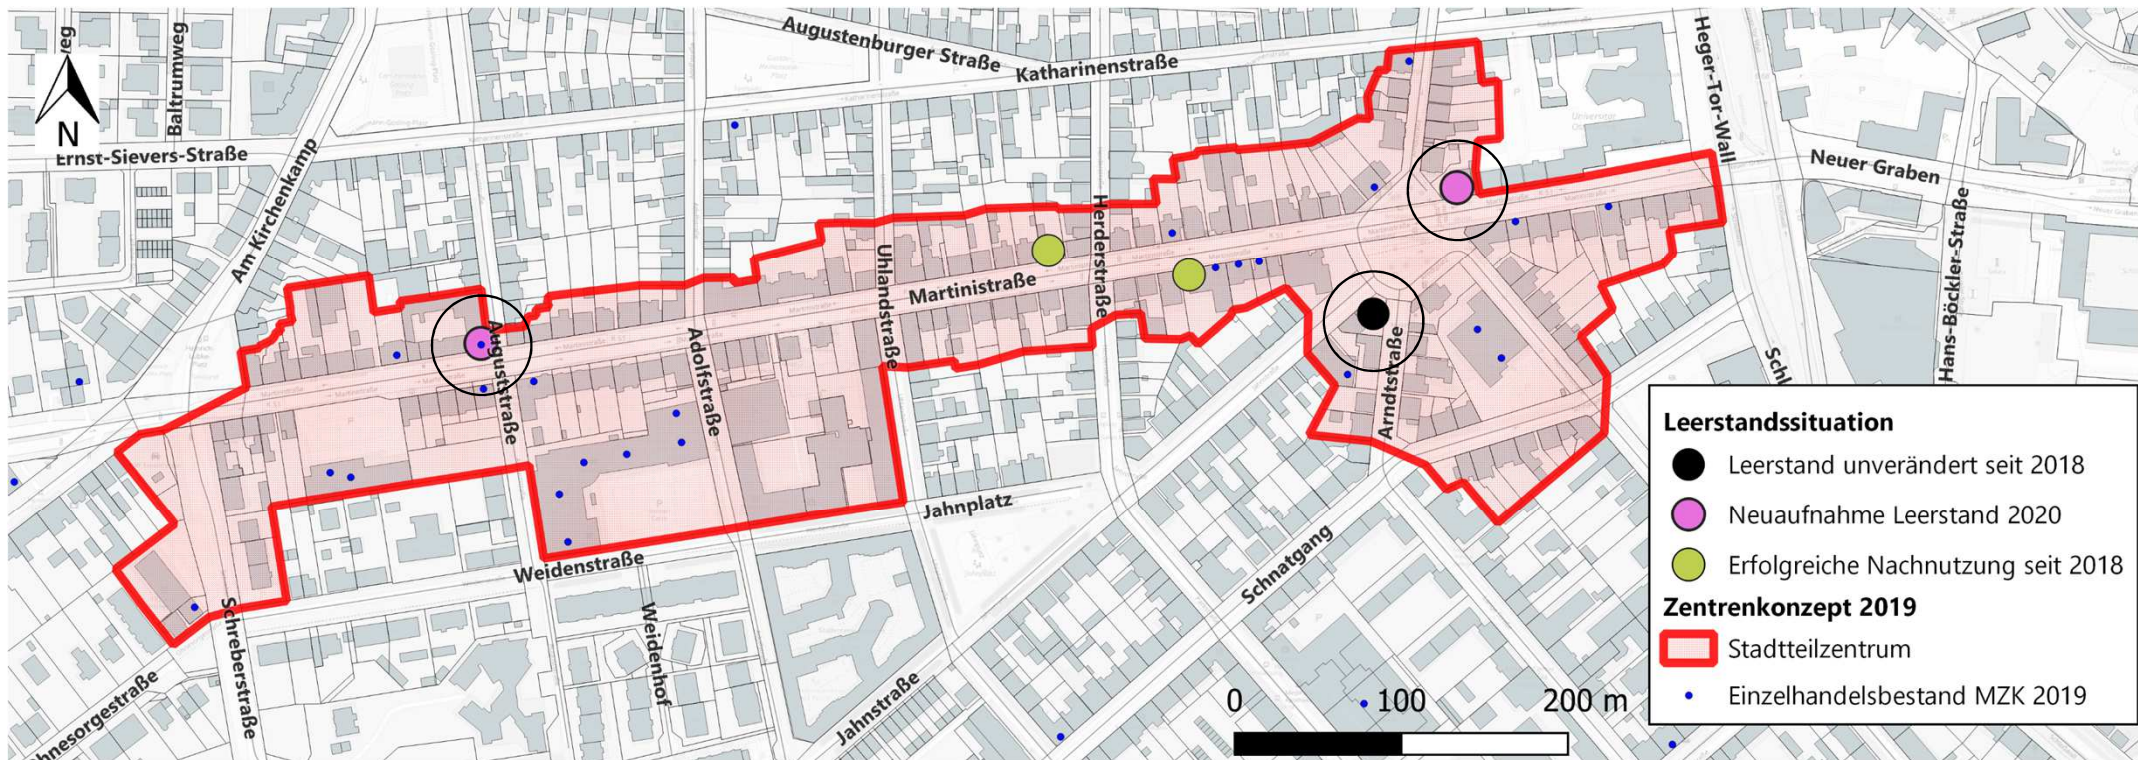 Augustenburger Straße
Katharinenstraße
Heger-Tor-Wall
Baltrumweg
N
Ernst-Sievers-Straße
Am Kirchenkamp
Neuer Graben
Hans-Böckler-Straße
Herderstraße
Uhlandstraße
Martinistraße
Auguststraße
Adolfstraße
Arndtstraße
Jahnplatz
Weidenstraße
Schnatgang
Schreberstraße
Weidenhof
Jahnstraße
0 100 200 m
Leerstandssituation
Leerstand unverändert seit 2018
Neuaufnahme Leerstand 2020
Erfolgreiche Nachnutzung seit 2018
Zentrenkonzept 2019
Stadtteilzentrum
Einzelhandelsbestand MZK 2019